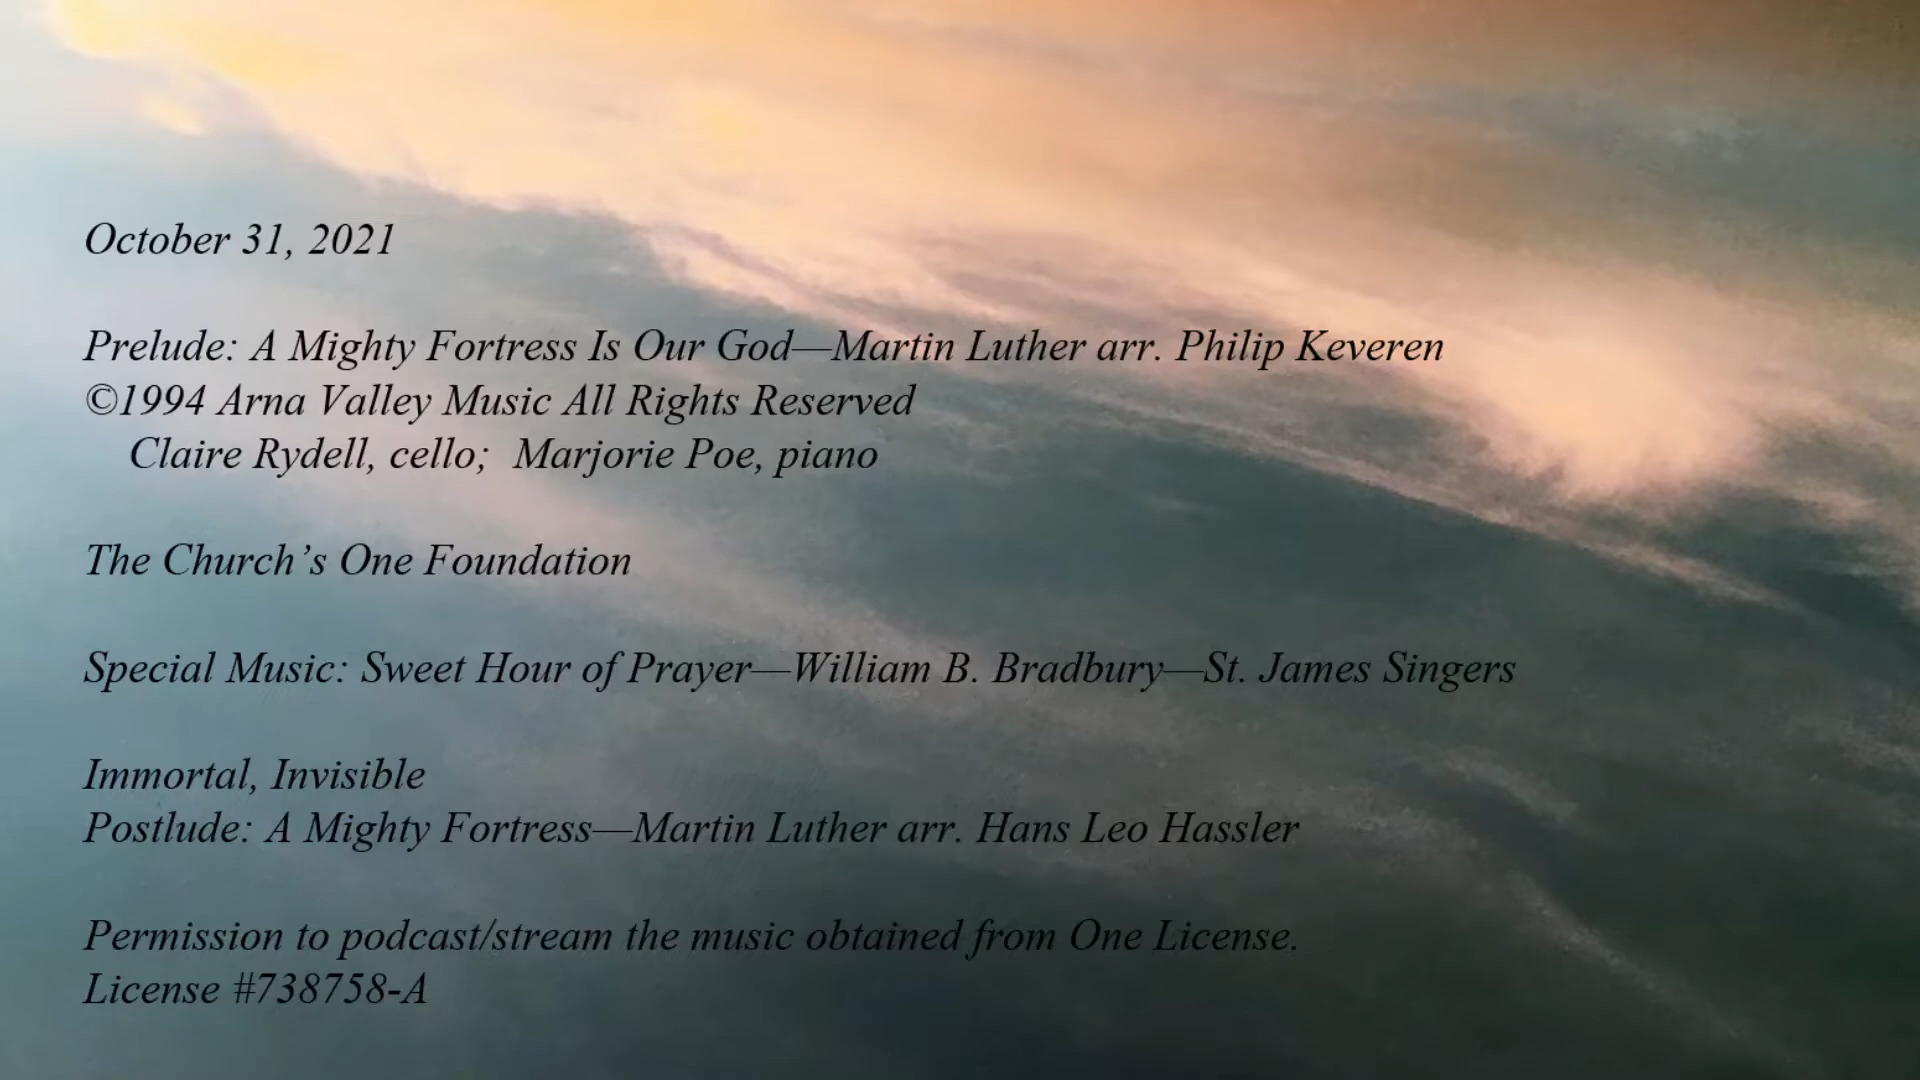 October 31, 2021
Prelude: A Mighty Fortress Is Our God—Martin Luther arr. Philip Keveren
©1994 Arna Valley Music All Rights Reserved
Claire Rydell, cello; Marjorie Poe, piano
The Church’s One Foundation
Special Music: Sweet Hour of Prayer—William B. Bradbury—St. James Singers
Immortal, Invisible
Postlude: A Mighty Fortress—Martin Luther arr. Hans Leo Hassler
Permission to podcast/stream the music obtained from One License.
License #738758-A